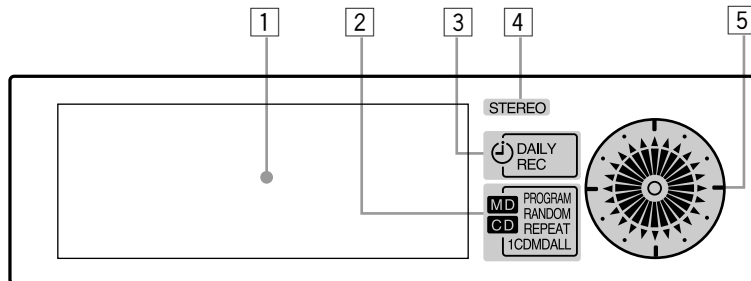 1 2 3 4 5
STEREO
DAILY
REC
MD PROGRAM
RANDOM
CD REPEAT
1CDMDALL